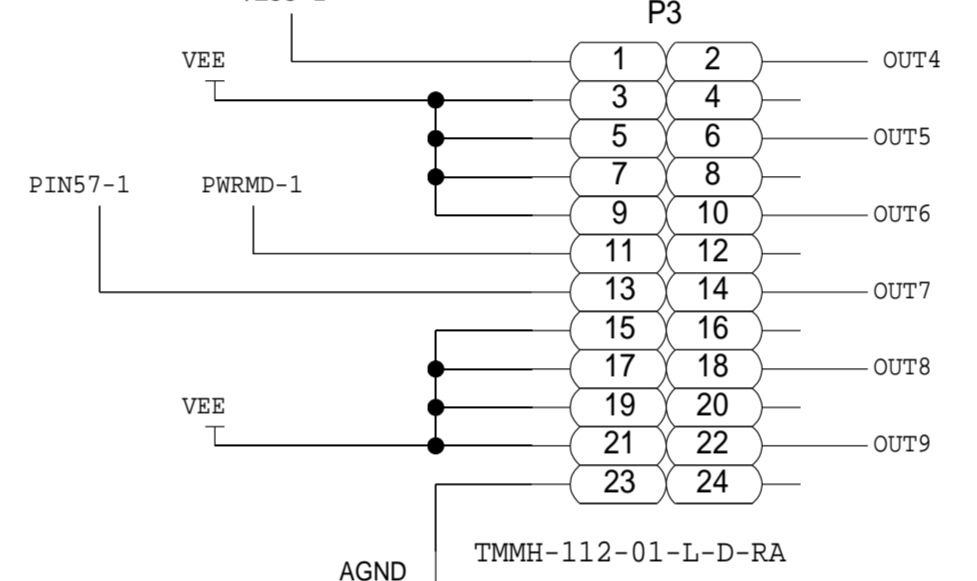 P3
VEE
1 2 OUT4
3 4
5 6 OUT5
PIN57-1 PWRMD-1
7 8
9 10 OUT6
11 12
13 14 OUT7
15 16
17 18 OUT8
VEE
19 20
21 22 OUT9
23 24
TMMH-112-01-L-D-RA
AGND